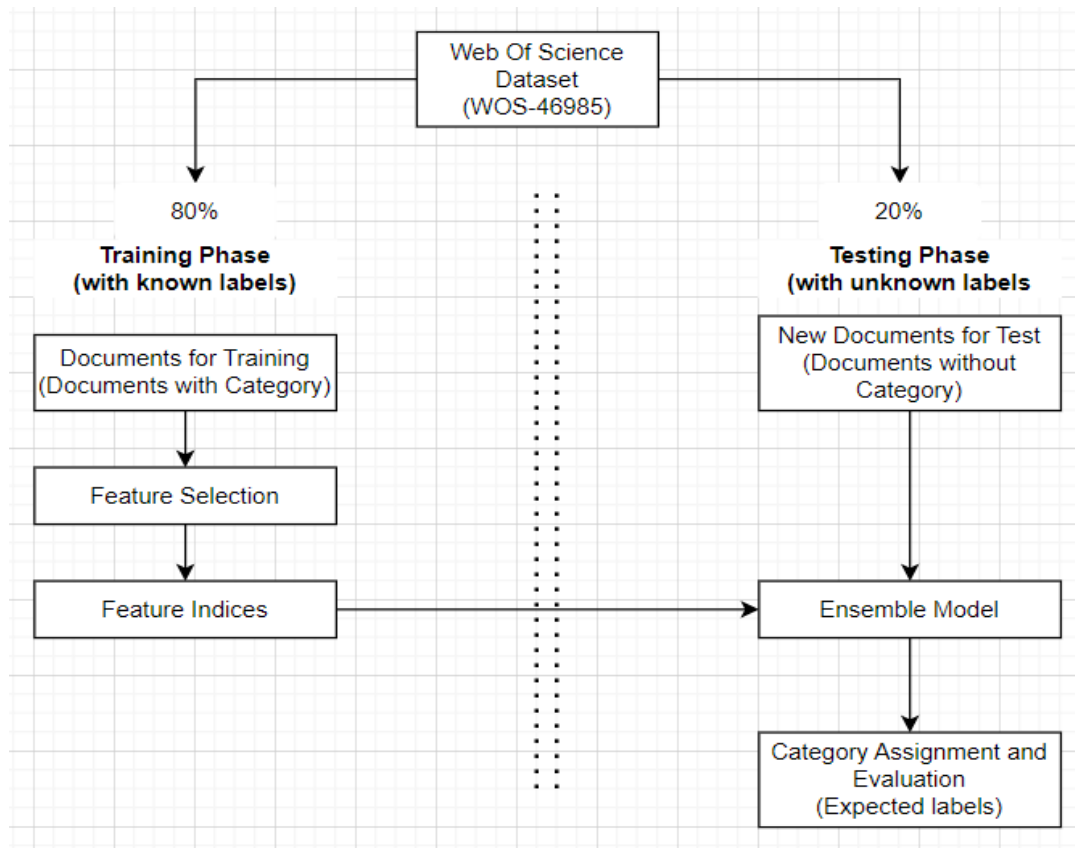 Web Of Science
Dataset
(WOS-46985)
80%
Training Phase
(with known labels)
Documents for Training
(Documents with Category)
Feature Selection
Feature Indices
20%
Testing Phase
(with unknown labels
New Documents for Test
(Documents without
Category)
Ensemble Model
Category Assignment and
Evaluation
(Expected labels)